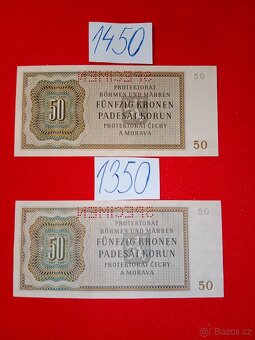 1450
50
PROTEKTORAT
BÖHMEN UND MÄHREN
FÜNFZIG KRONEN
PADESÁT KORUN
PROTEKTORÁT ČECHY
A MORAVA
50
50
1350
50
PROTEKTORAT
BÖHMEN UND MÄHREN
FÜNFZIG KRONEN
PADESÁT KORUN
PROTEKTORÁT ČECHY
A MORAVA
50
50
Bazoš.cz